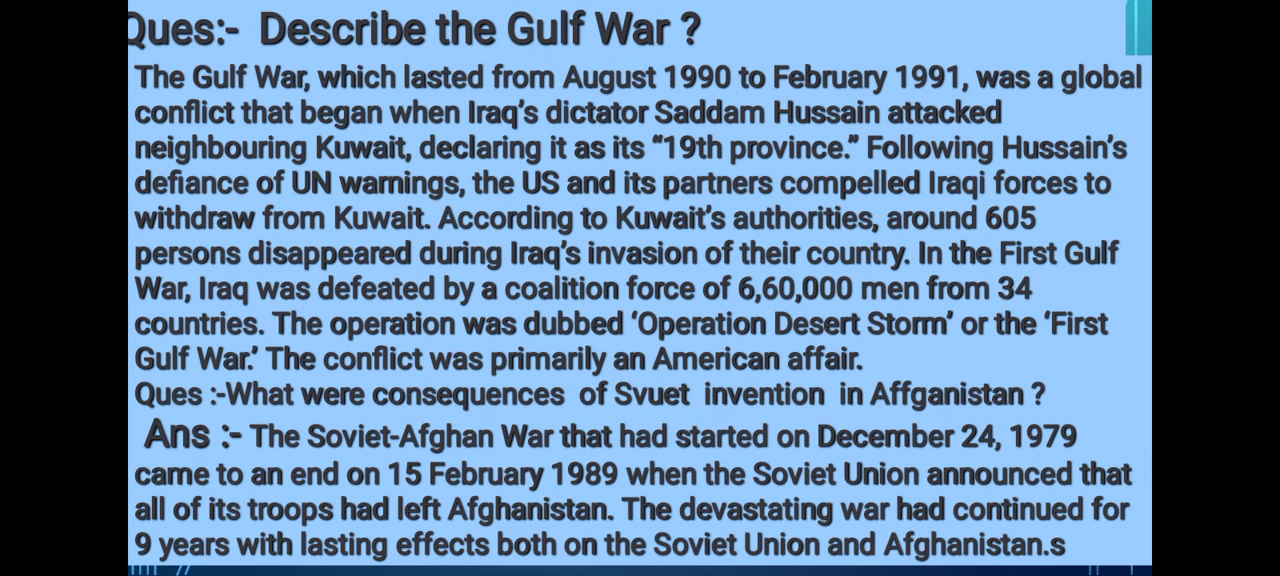 Ques:- Describe the Gulf War ?
The Gulf War, which lasted from August 1990 to February 1991, was a global
conflict that began when Iraq's dictator Saddam Hussain attacked
neighbouring Kuwait, declaring it as its “19th province.” Following Hussain's
defiance of UN warnings, the US and its partners compelled Iraqi forces to
withdraw from Kuwait. According to Kuwait's authorities, around 605
persons disappeared during Iraq's invasion of their country. In the First Gulf
War, Iraq was defeated by a coalition force of 6,60,000 men from 34
countries. The operation was dubbed ‘Operation Desert Storm’ or the ‘First
Gulf War.’ The conflict was primarily an American affair.
Ques :-What were consequences of Svuet invention in Affganistan ?
Ans :- The Soviet-Afghan War that had started on December 24, 1979
came to an end on 15 February 1989 when the Soviet Union announced that
all of its troops had left Afghanistan. The devastating war had continued for
9 years with lasting effects both on the Soviet Union and Afghanistan.s